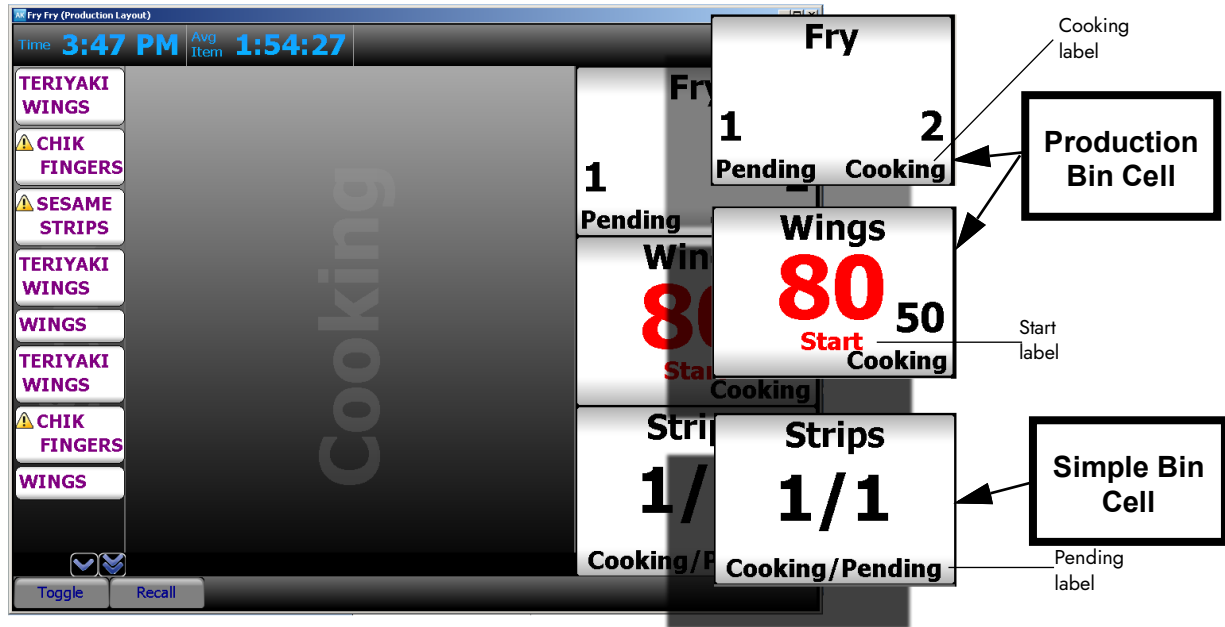 AK Fry Fry (Production Layout)
Time 3:47 PM Avg Item 1:54:27
TERIYAKI
WINGS
CHIK
FINGERS
SESAME
STRIPS
TERIYAKI
WINGS
WINGS
TERIYAKI
WINGS
CHIK
FINGERS
WINGS
Toggle Recall
Cooking
Fry
1
Pending
Win
80
Star
Cooking
Strip
1/
Cooking/P
Fry
1 2
Pending Cooking
Wings
80
50
Start
Cooking
Strips
1/1
Cooking/Pending
Cooking
label
Production
Bin Cell
Start
label
Simple Bin
Cell
Pending
label